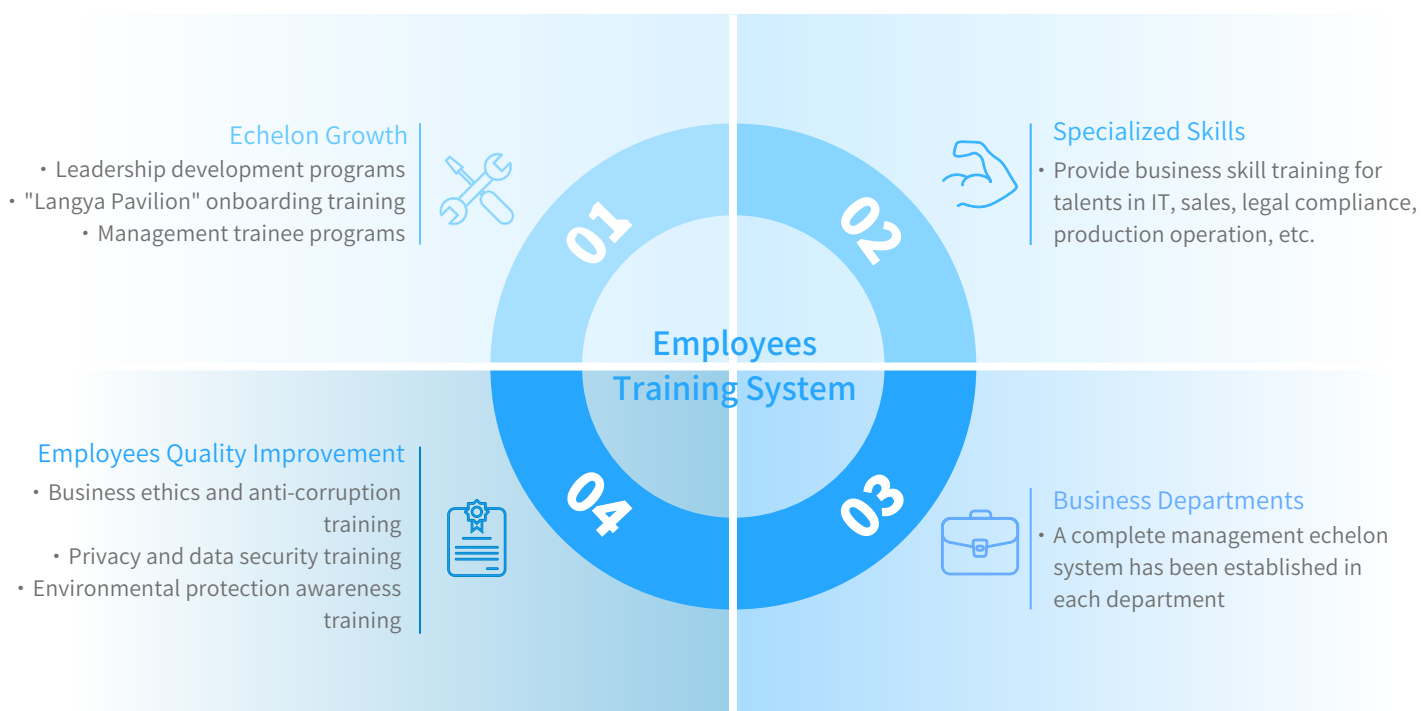 Echelon Growth
• Leadership development programs
• "Langya Pavilion" onboarding training
• Management trainee programs
01
02
Specialized Skills
• Provide business skill training for
talents in IT, sales, legal compliance,
production operation, etc.
Employees
Training System
Employees Quality Improvement
• Business ethics and anti-corruption
training
• Privacy and data security training
• Environmental protection awareness
training
04
03
Business Departments
• A complete management echelon
system has been established in
each department